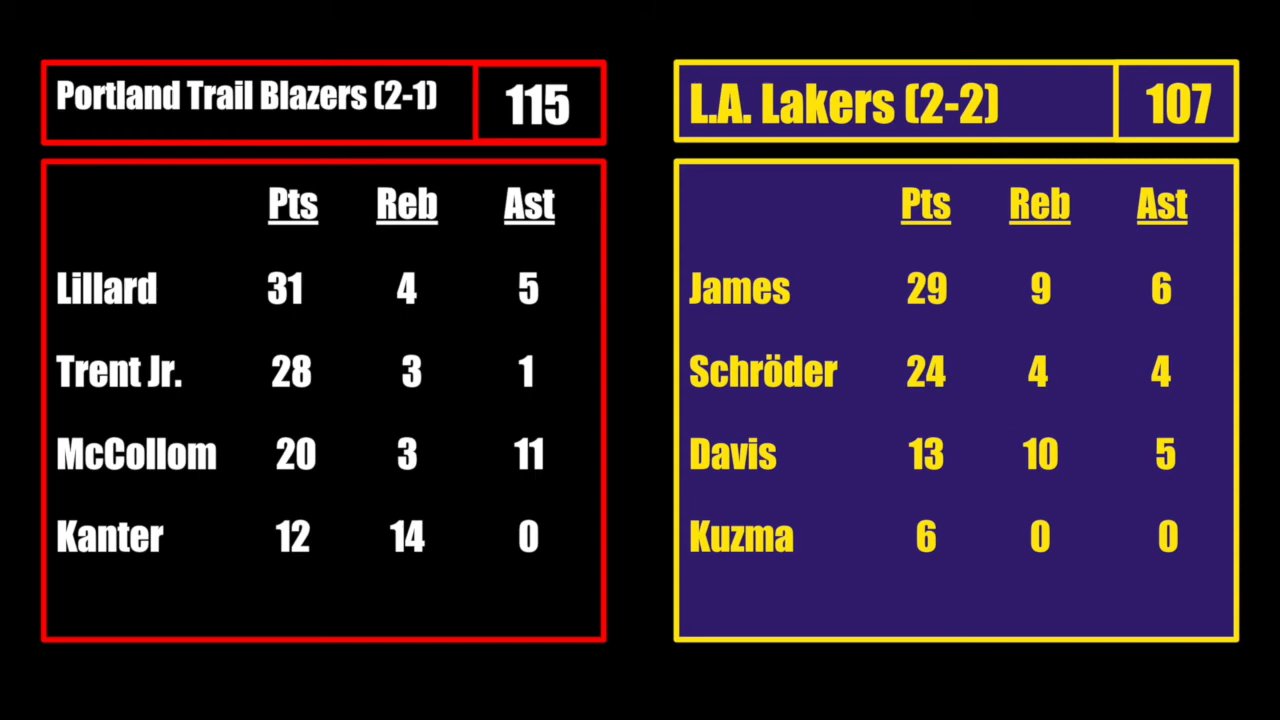 Portland Trail Blazers (2-1) 115
Pts Reb Ast
Lillard 31 4 5
Trent Jr. 28 3 1
McCollom 20 3 11
Kanter 12 14 0
L.A. Lakers (2-2) 107
Pts Reb Ast
James 29 9 6
Schröder 24 4 4
Davis 13 10 5
Kuzma 6 0 0